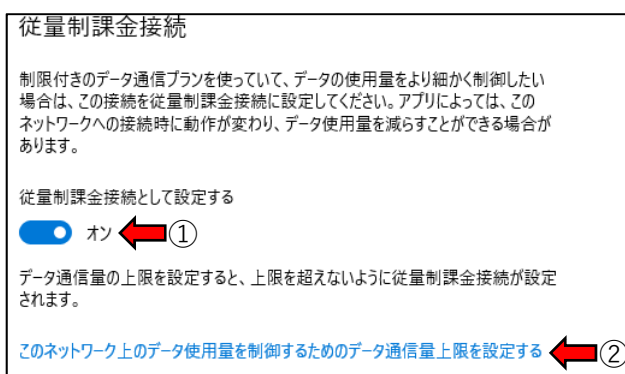 従量制課金接続
制限付きのデータ通信プランを使っていて、データの使用量をより細かく制御したい
場合は、この接続を従量制課金接続に設定してください。アプリによっては、この
ネットワークへの接続時に動作が変わり、データ使用量を減らすことができる場合が
あります。
従量制課金接続として設定する
オン ①
データ通信量の上限を設定すると、上限を超えないように従量制課金接続が設定
されます。
このネットワーク上のデータ使用量を制御するためのデータ通信量上限を設定する ②